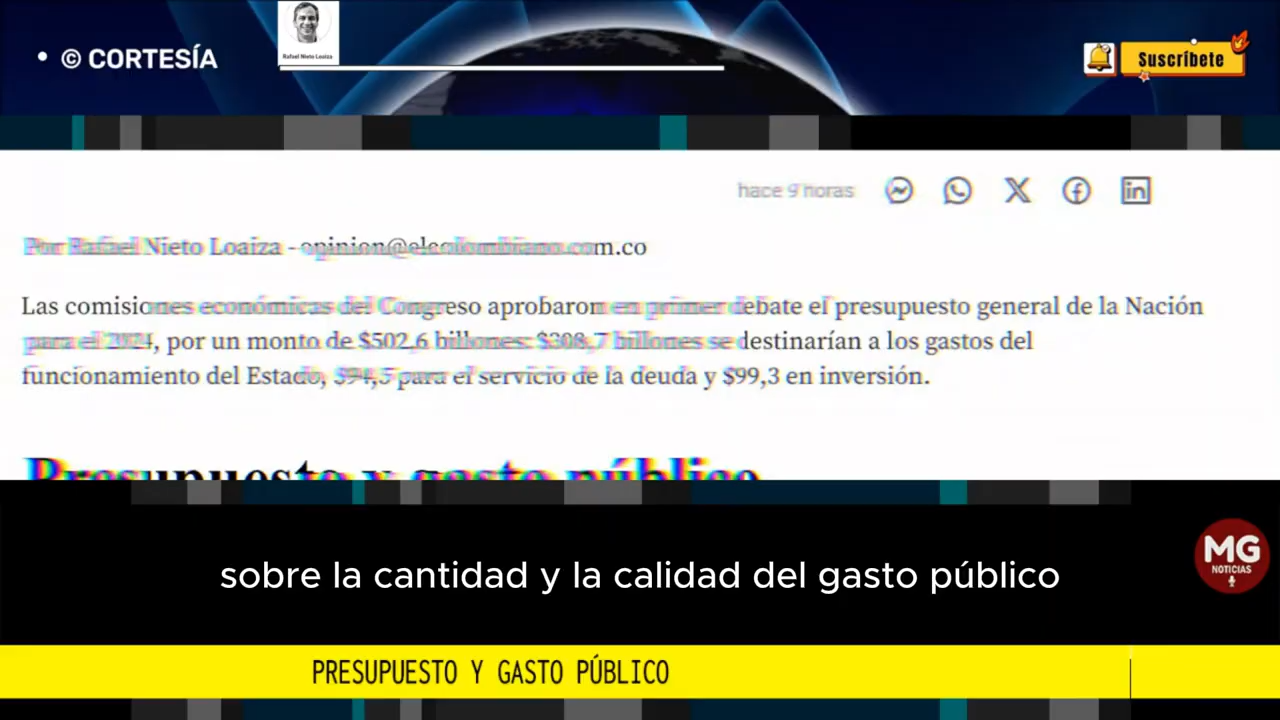 • © CORTESÍA
Rafael Nieto Loaiza
Suscríbete
hace 9 horas
Por Rafael Nieto Loaiza - opinion@elcolombiano.com.co
Las comisiones económicas del Congreso aprobaron en primer debate el presupuesto general de la Nación
para el 2024, por un monto de $502,6 billones: $308,7 billones se destinarían a los gastos del
funcionamiento del Estado, $94,5 para el servicio de la deuda y $99,3 en inversión.
Presupuesto y gasto público
sobre la cantidad y la calidad del gasto público
MG
NOTICIAS
PRESUPUESTO Y GASTO PÚBLICO